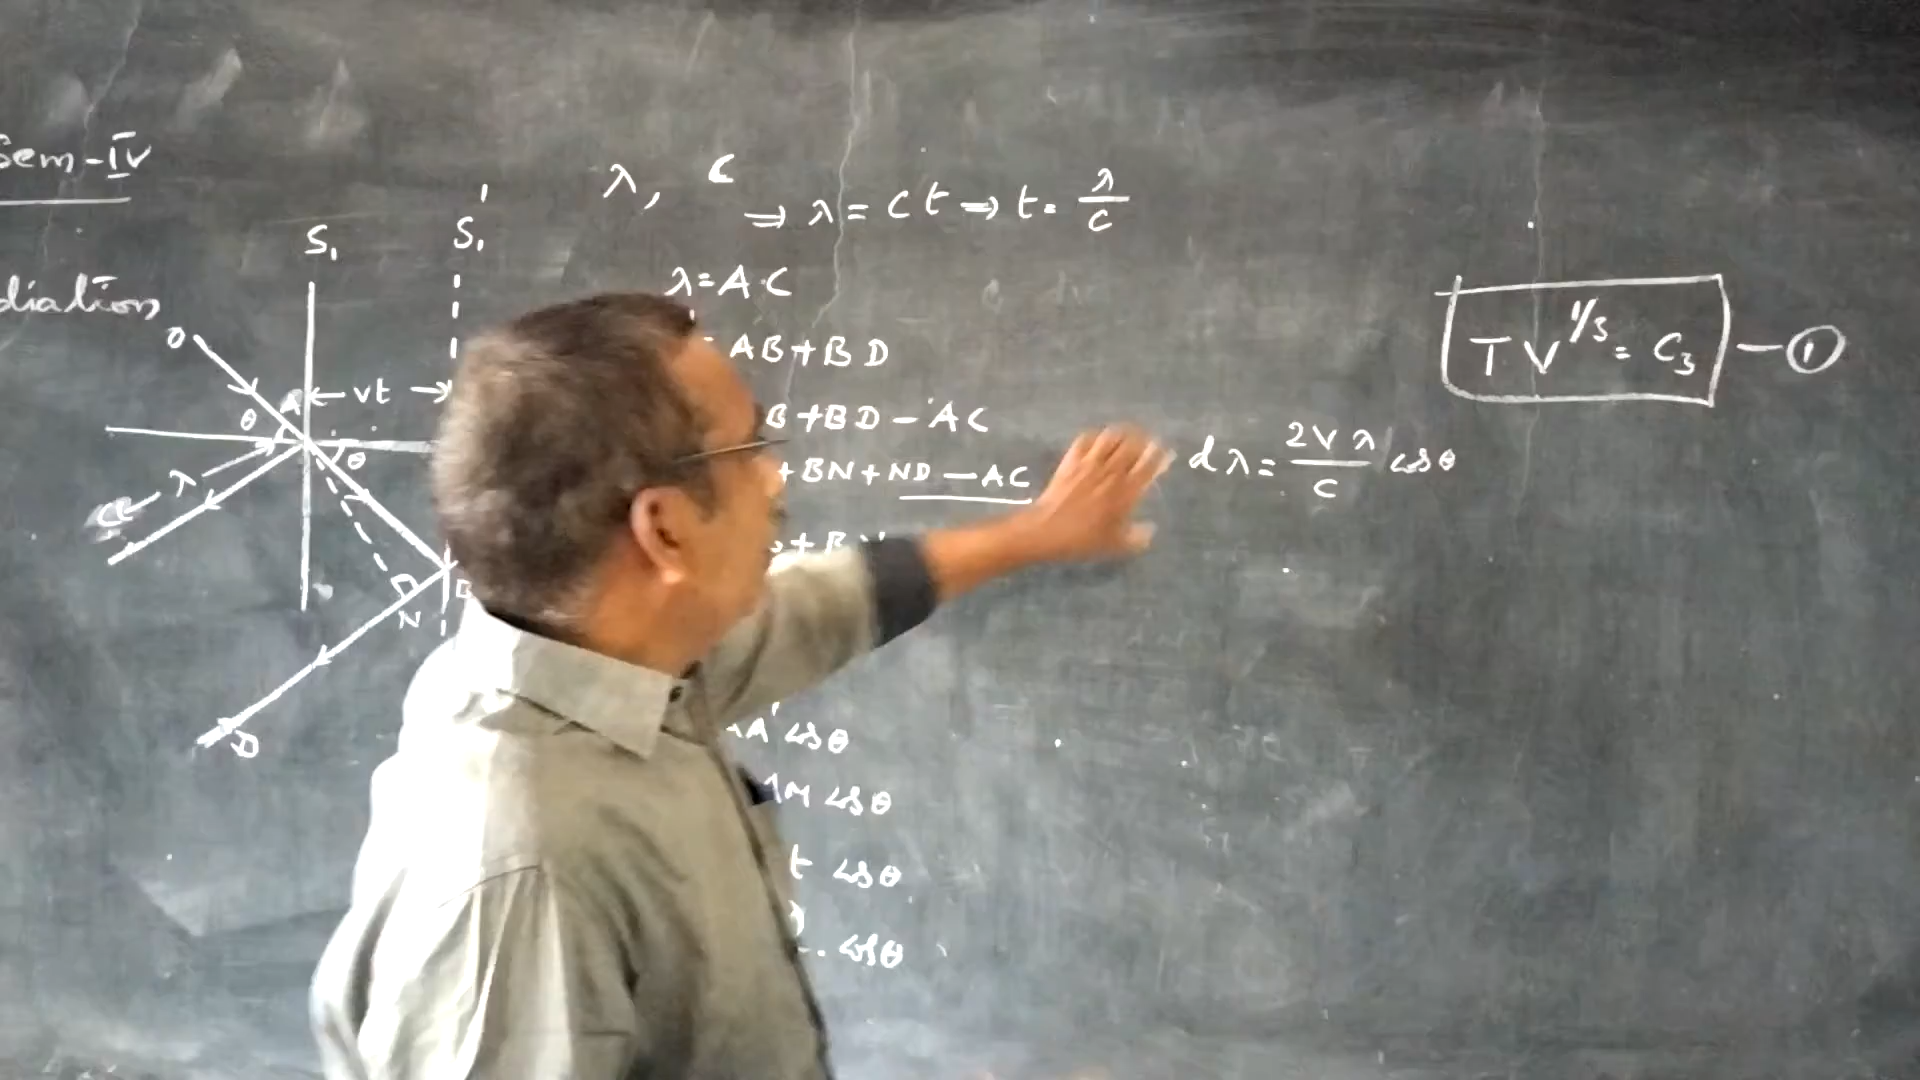 Sem-IV
diation
S₁
S₁'
O
A
vt
θ
θ
λ
N
D
λ, c
⇒ λ = ct ⇒ t = λ/c
λ = AC
AB + BD
B + BD - AC
+ BN + ND - AC
A' cosθ
M cosθ
t cosθ
. cosθ
TV^1/3 = C₃ — ①
dλ = 2vλ/c cosθ